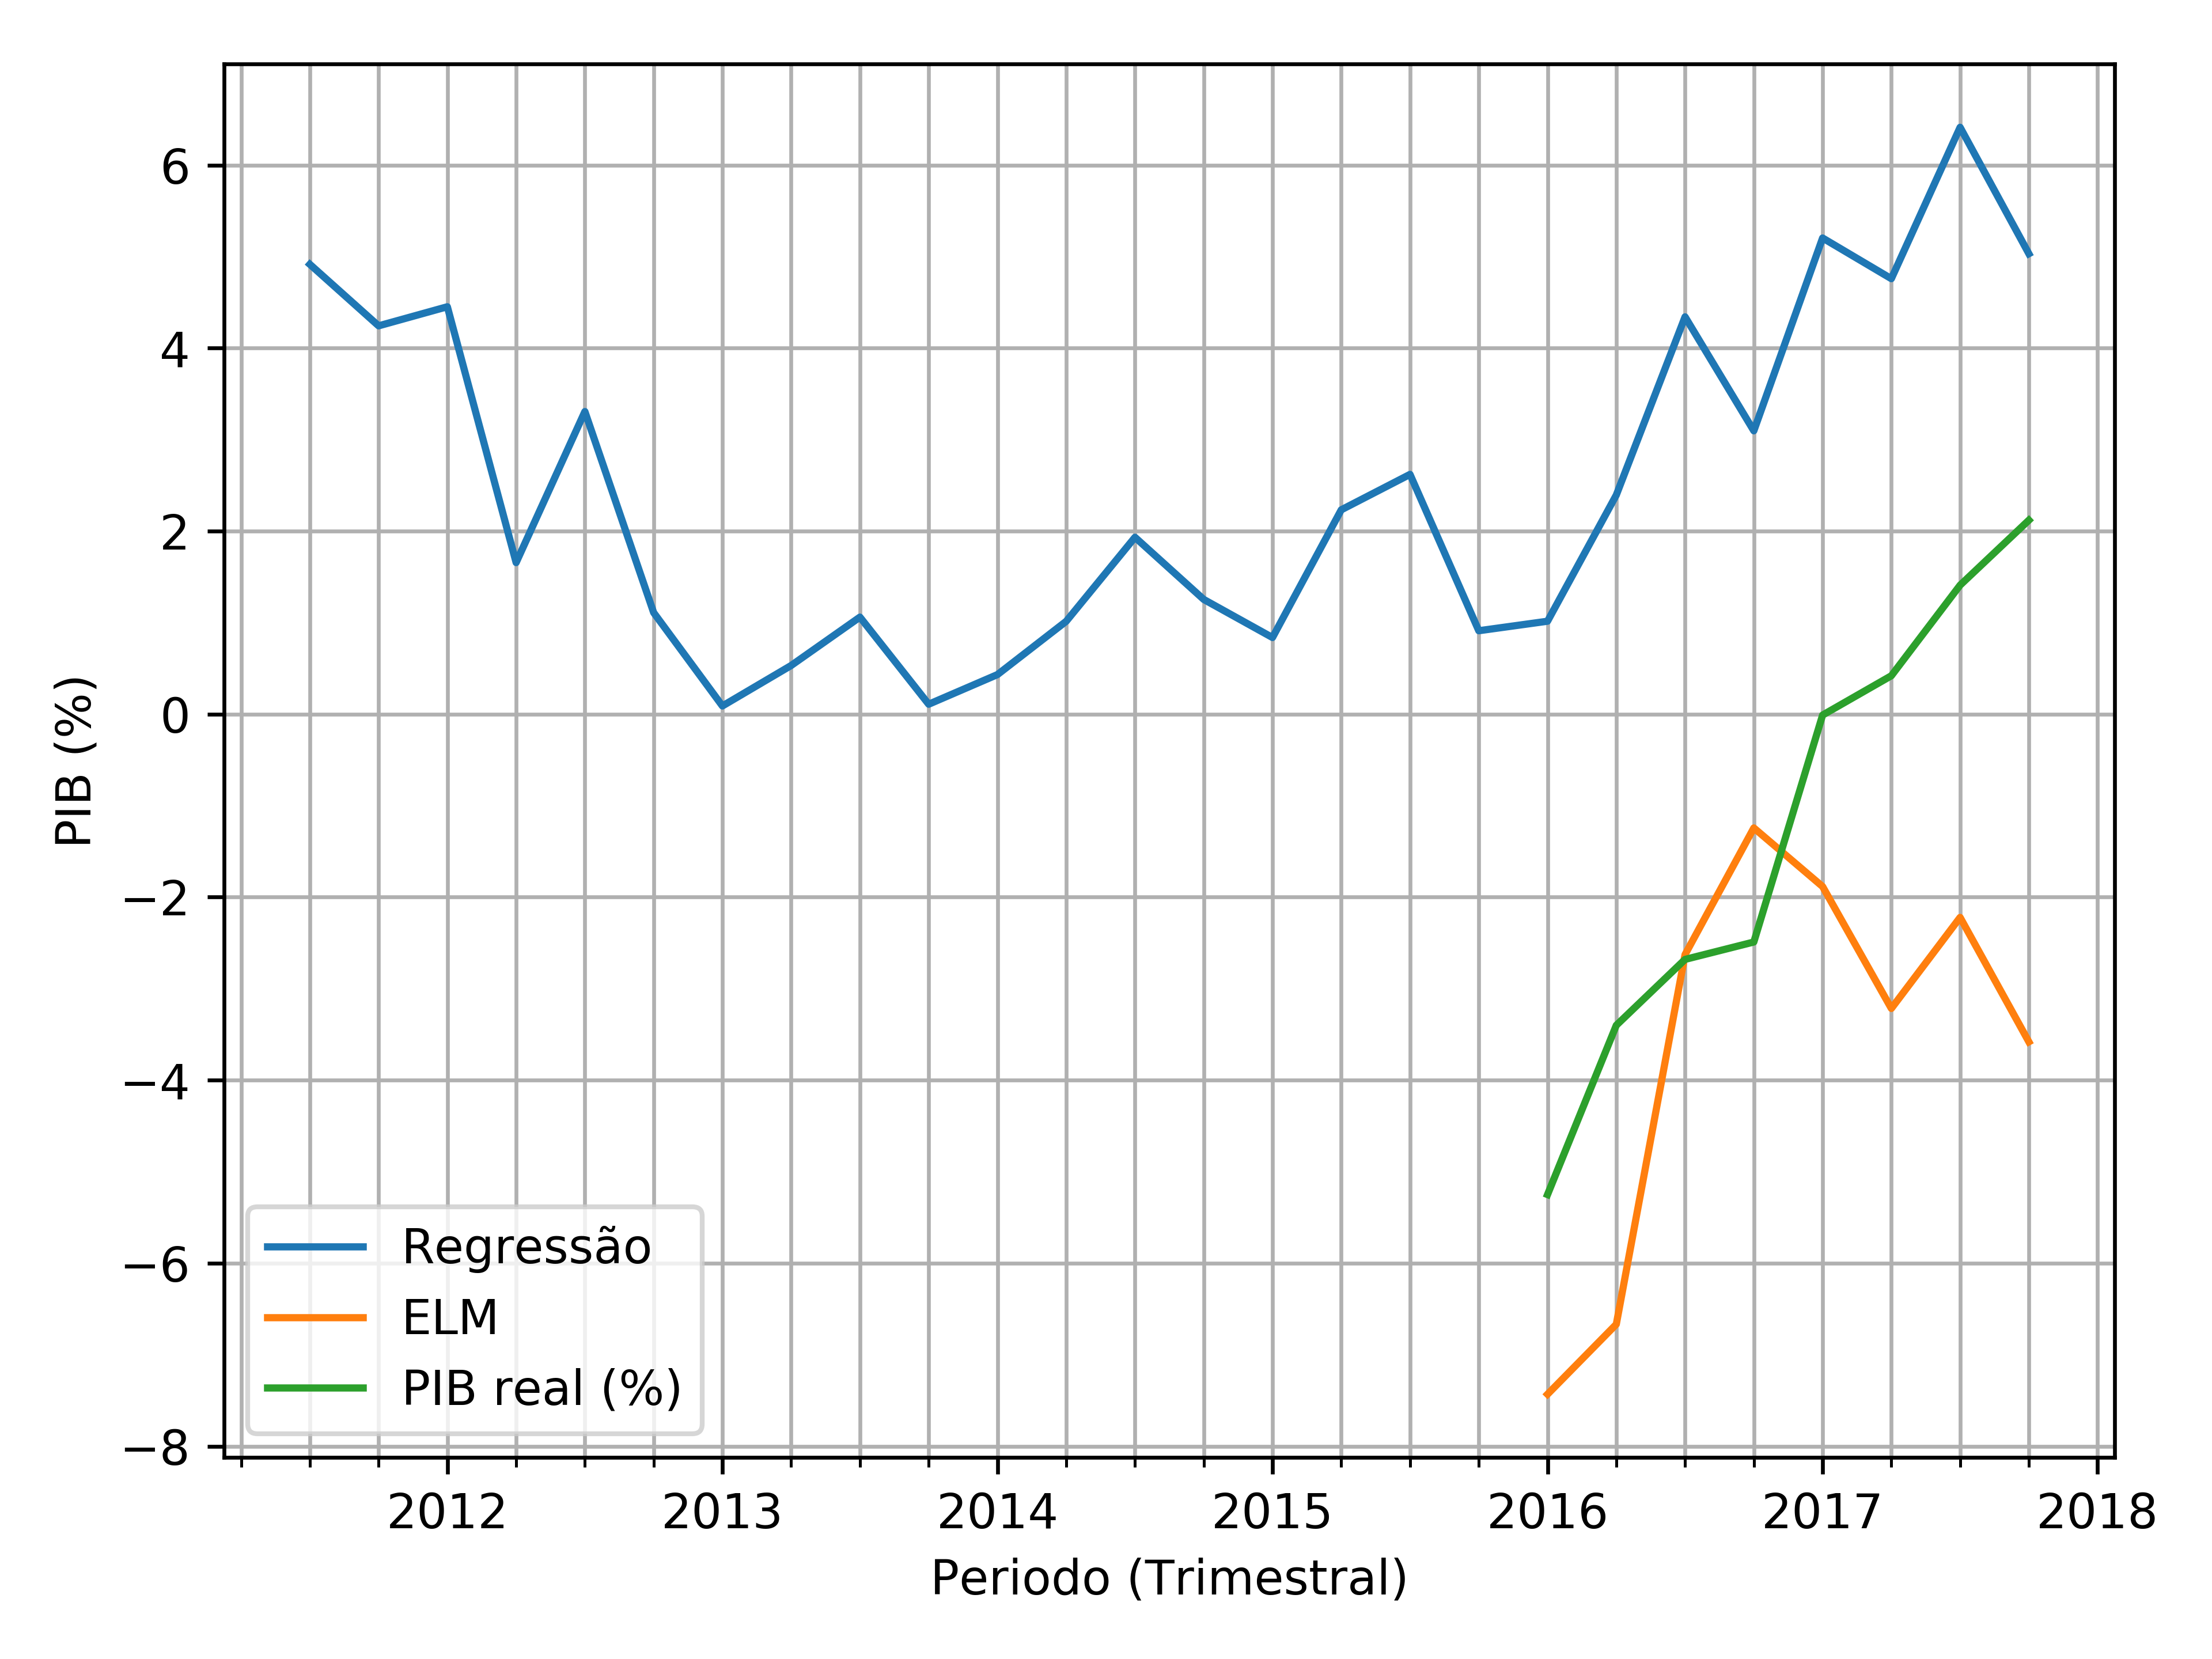 6
4
2
0
−2
−4
−6
−8
PIB (%)
Regressão
ELM
PIB real (%)
2012 2013 2014 2015 2016 2017 2018
Periodo (Trimestral)